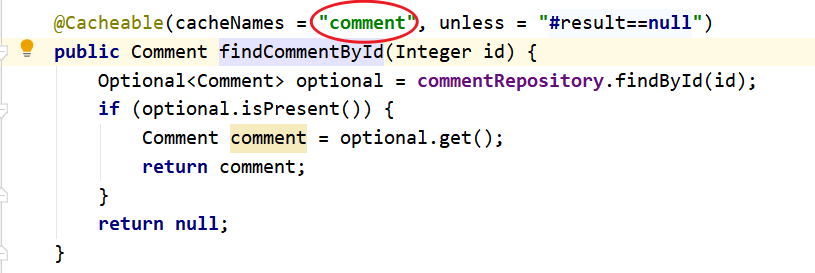 @Cacheable(cacheNames = "comment", unless = "#result==null")
public Comment findCommentById(Integer id) {
Optional<Comment> optional = commentRepository.findById(id);
if (optional.isPresent()) {
Comment comment = optional.get();
return comment;
}
return null;
}